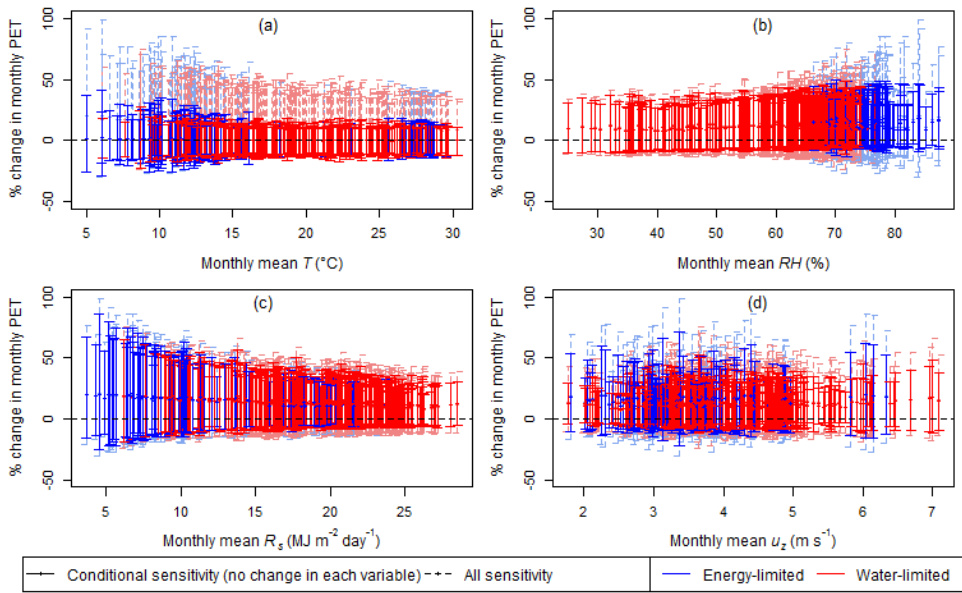 (a)
% change in monthly PET
100
50
0
-50
5
10
15
20
25
30
Monthly mean T (°C)
(b)
% change in monthly PET
100
50
0
-50
30
40
50
60
70
80
Monthly mean RH (%)
(c)
% change in monthly PET
100
50
0
-50
5
10
15
20
25
Monthly mean Rs (MJ m⁻² day⁻¹)
(d)
% change in monthly PET
100
50
0
-50
2
3
4
5
6
7
Monthly mean uz (m s⁻¹)
Conditional sensitivity (no change in each variable)
All sensitivity
Energy-limited
Water-limited